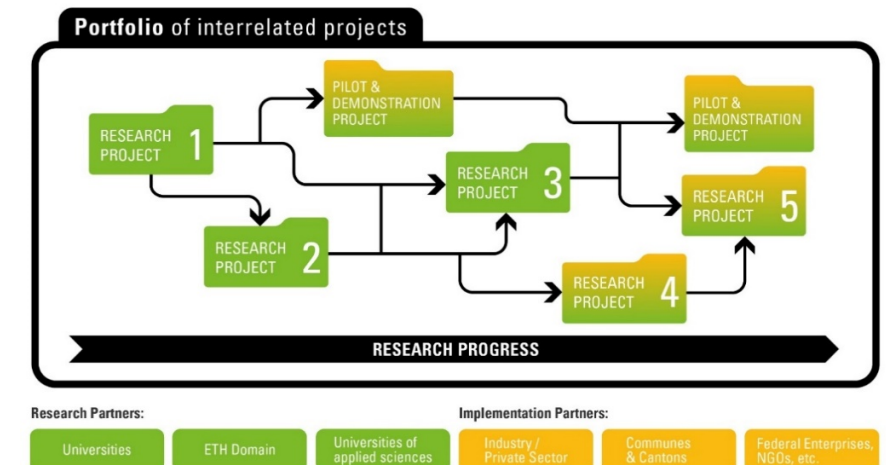 Portfolio of interrelated projects
PILOT &
DEMONSTRATION
PROJECT
PILOT &
DEMONSTRATION
PROJECT
RESEARCH
PROJECT 1
RESEARCH
PROJECT 3
RESEARCH
PROJECT 5
RESEARCH
PROJECT 2
RESEARCH
PROJECT 4
RESEARCH PROGRESS
Research Partners:
Implementation Partners:
Universities
ETH Domain
Universities of
applied sciences
Industry /
Private Sector
Communes
& Cantons
Federal Enterprises,
NGOs, etc.